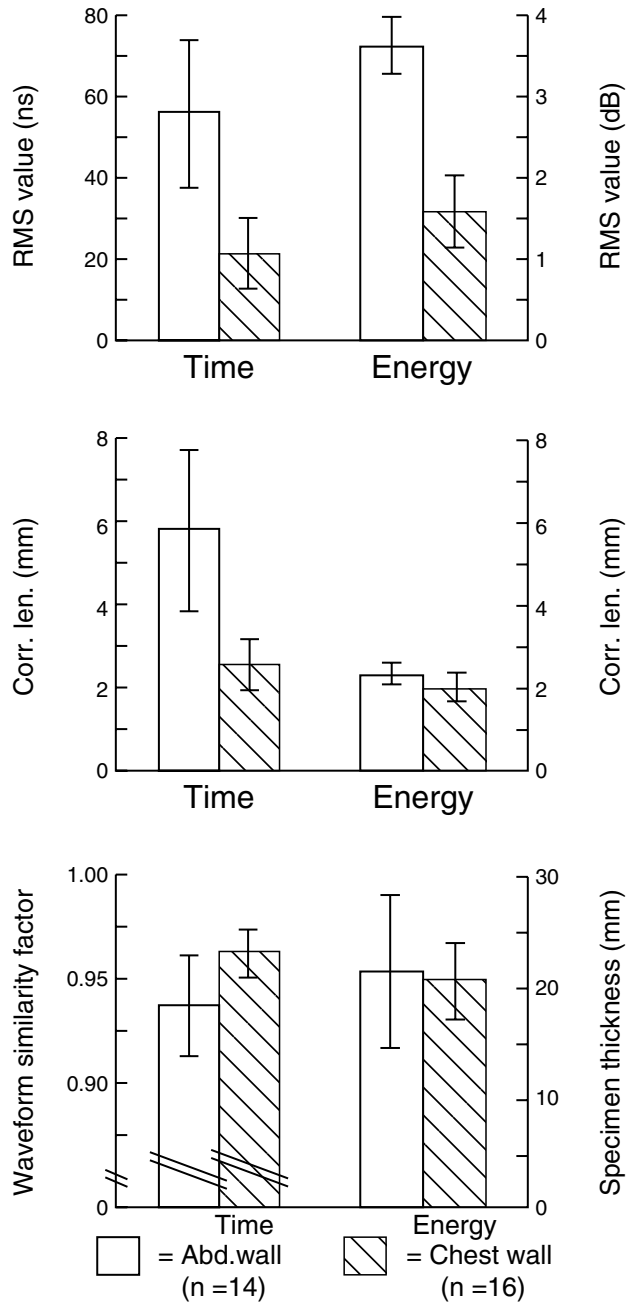 80
60
40
20
0
RMS value (ns)
4
3
2
1
0
RMS value (dB)
Time
Energy
8
6
4
2
0
Corr. len. (mm)
8
6
4
2
0
Corr. len. (mm)
Time
Energy
1.00
0.95
0.90
0
Waveform similarity factor
30
20
10
0
Specimen thickness (mm)
Time
Energy
= Abd.wall
(n =14)
= Chest wall
(n =16)